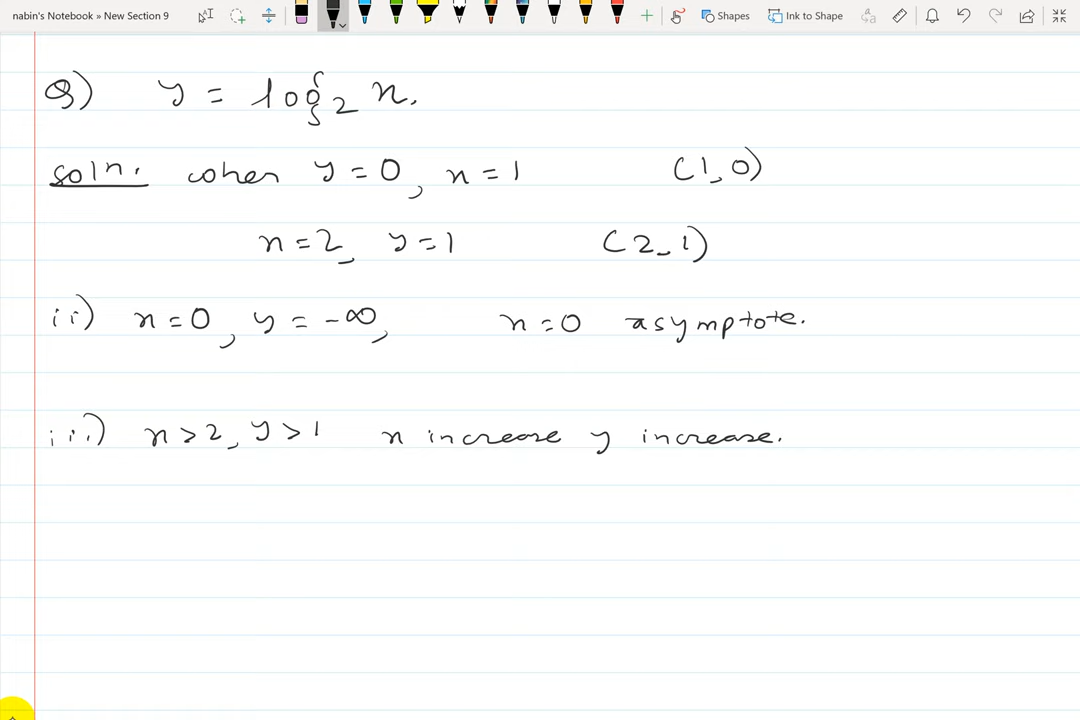 nabin's Notebook » New Section 9
Shapes
Ink to Shape
Q) y = log₂ x.
soln. when y = 0, x = 1 (1, 0)
x = 2, y = 1 (2, 1)
ii) x = 0, y = -∞, x = 0 asymptote.
iii) x > 2, y > 1 x increase y increase.